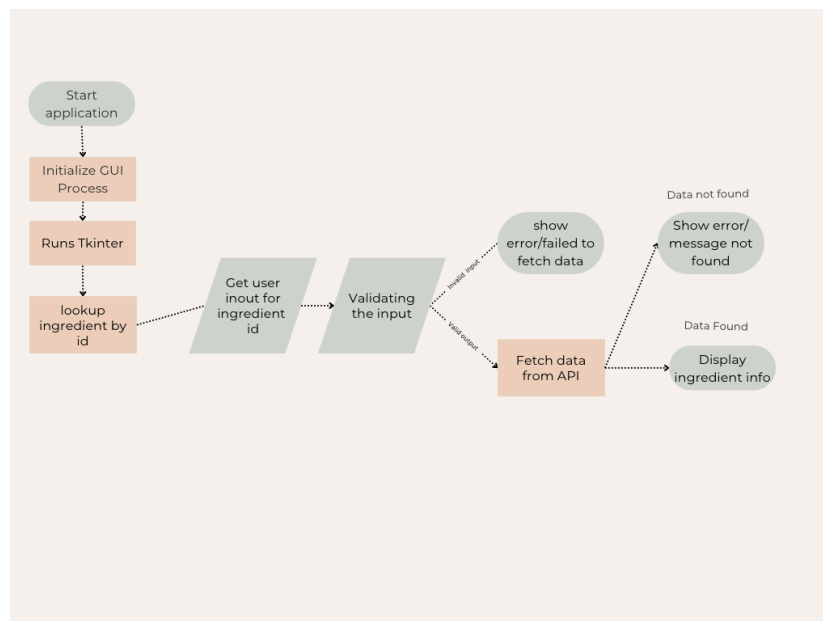 Start
application
Initialize GUI
Process
Runs Tkinter
lookup
ingredient by
id
Get user
inout for
ingredient
id
Validating
the input
Invalid input
show
error/failed to
fetch data
Valid output
Fetch data
from API
Data not found
Show error/
message not
found
Data Found
Display
ingredient info